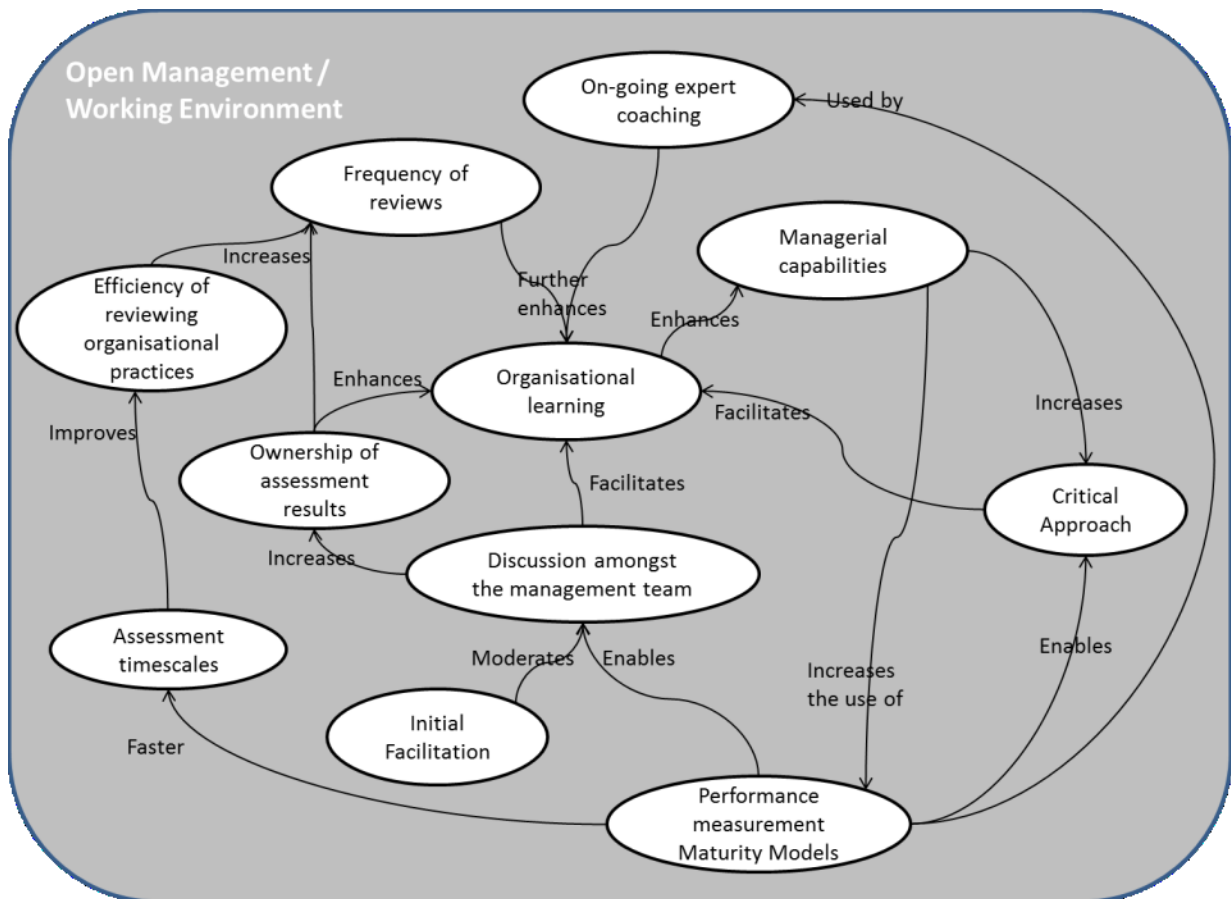 Open Management /
Working Environment
On-going expert
coaching
Used by
Frequency of
reviews
Managerial
capabilities
Increases
Efficiency of
reviewing
organisational
practices
Further
enhances
Enhances
Enhances
Organisational
learning
Facilitates
Increases
Improves
Ownership of
assessment
results
Facilitates
Critical
Approach
Increases
Discussion amongst
the management team
Assessment
timescales
Moderates
Enables
Enables
Increases
the use of
Initial
Facilitation
Faster
Performance
measurement
Maturity Models